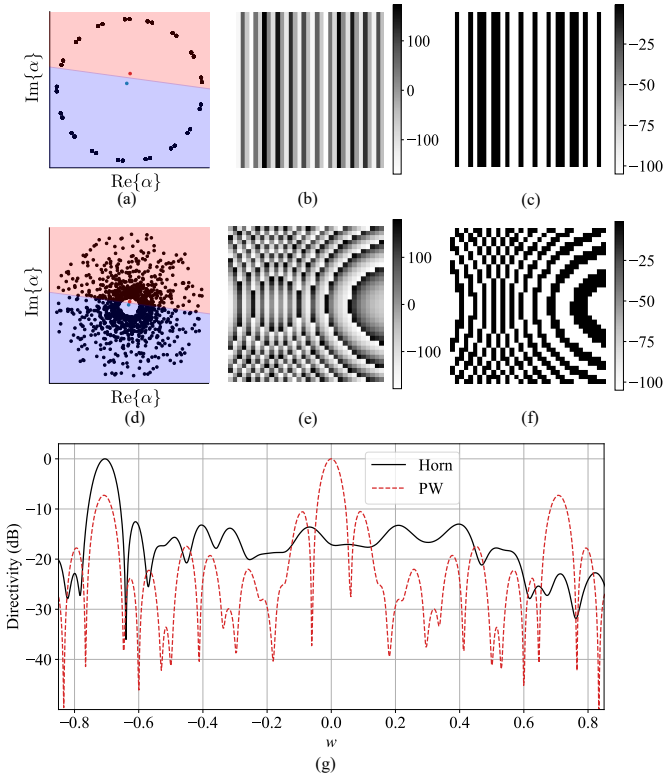 Im{α}
Re{α}
(a)
100
0
−100
(b)
−25
−50
−75
−100
(c)
Im{α}
Re{α}
(d)
100
0
−100
(e)
−25
−50
−75
−100
(f)
Directivity (dB)
0
−10
−20
−30
−40
Horn
PW
−0.8 −0.6 −0.4 −0.2 0.0 0.2 0.4 0.6 0.8
w
(g)